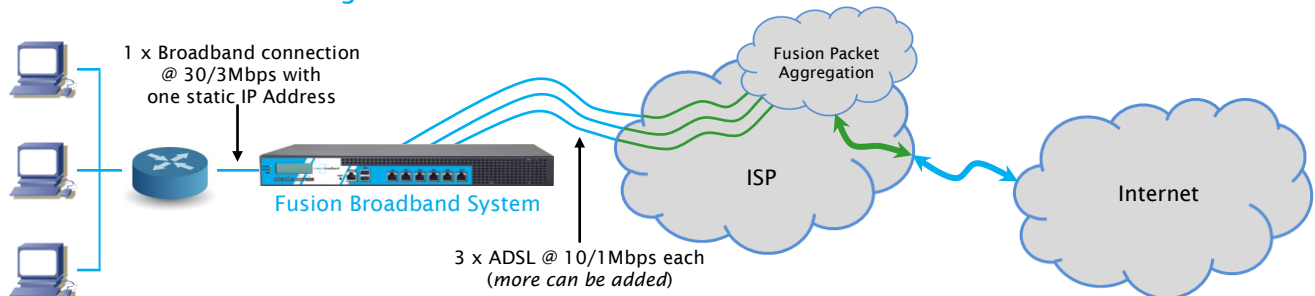 1 x Broadband connection
@ 30/3Mbps with
one static IP Address
Fusion Broadband System
3 x ADSL @ 10/1Mbps each
(more can be added)
Fusion Packet
Aggregation
ISP
Internet